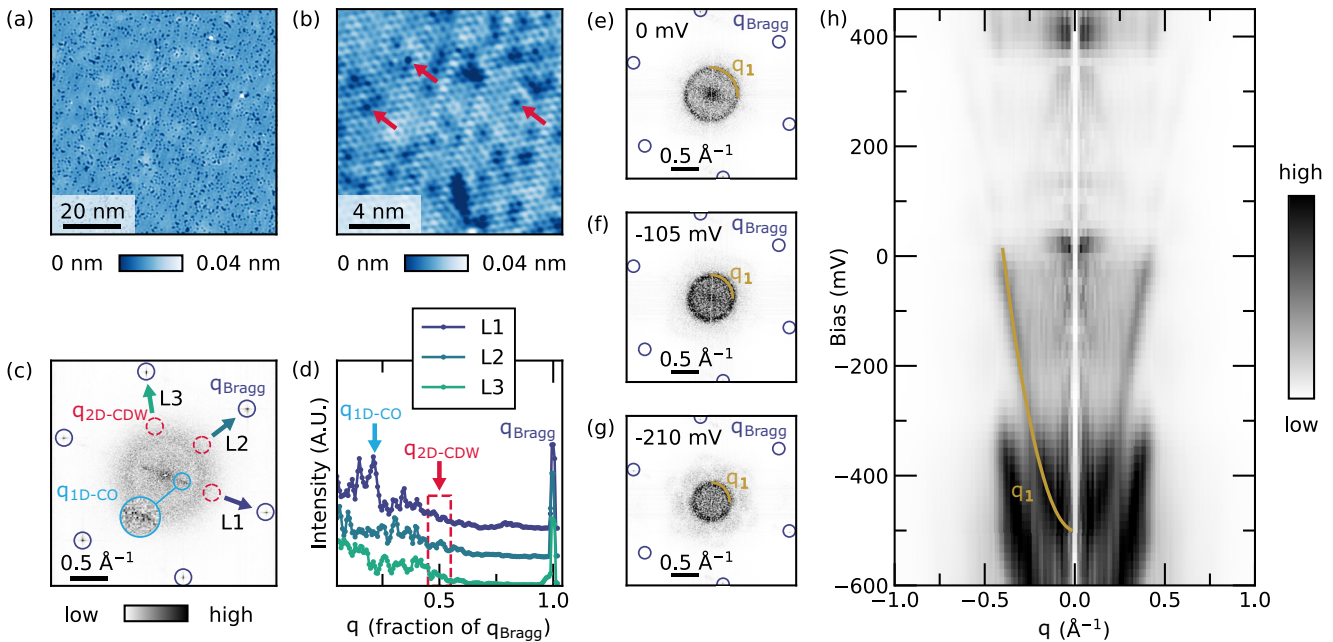 (a)
20 nm
0 nm
0.04 nm
(b)
4 nm
0 nm
0.04 nm
(c)
L3
qBragg
q2D-CDW
L2
q1D-CO
L1
0.5 Å−1
low
high
(d)
L1
L2
L3
q1D-CO
qBragg
q2D-CDW
Intensity (A.U.)
0.5
1.0
q (fraction of qBragg)
(e)
0 mV
qBragg
q1
0.5 Å−1
(f)
-105 mV
qBragg
q1
0.5 Å−1
(g)
-210 mV
qBragg
q1
0.5 Å−1
(h)
400
200
0
−200
−400
−600
Bias (mV)
q1
−1.0
−0.5
0.0
0.5
1.0
q (Å−1)
high
low